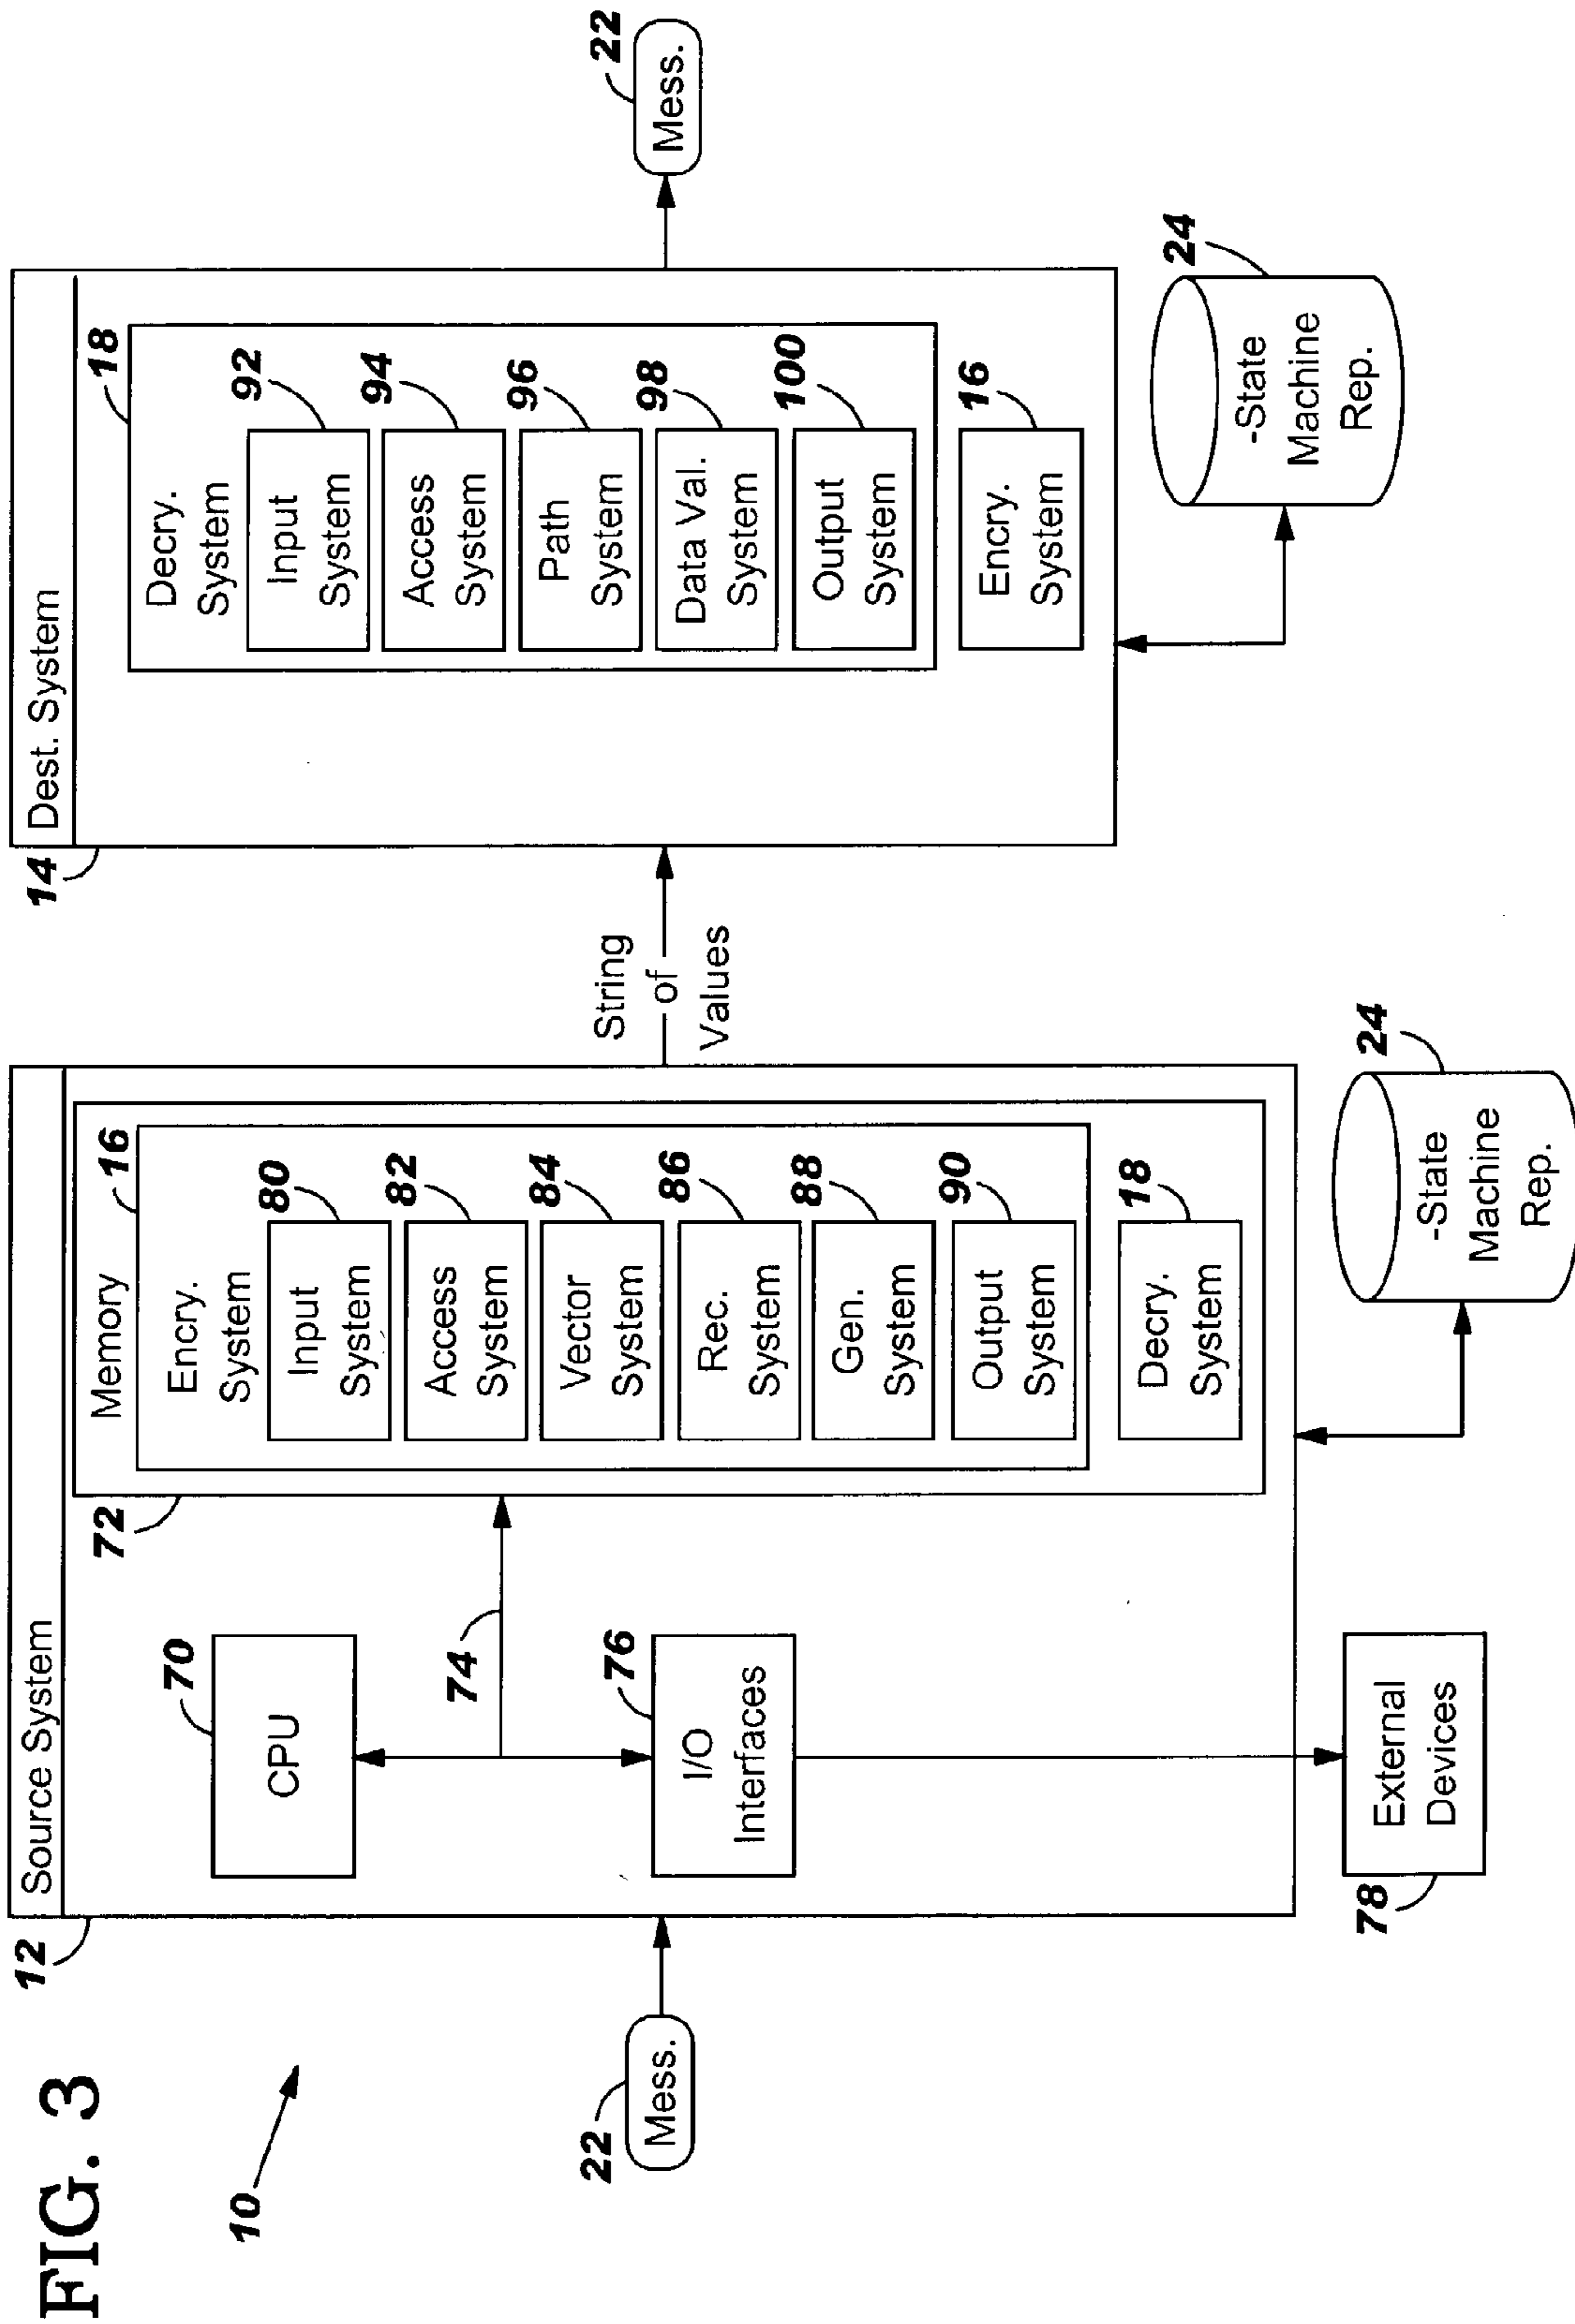 FIG. 3
10
22
Mess.
12
Source System
70
CPU
74
76
I/O
Interfaces
78
External
Devices
72
Memory
16
Encry.
System
80
Input
System
82
Access
System
84
Vector
System
86
Rec.
System
88
Gen.
System
90
Output
System
18
Decry.
System
24
-State
Machine
Rep.
String
of
Values
14
Dest. System
18
Decry.
System
92
Input
System
94
Access
System
96
Path
System
98
Data Val.
System
100
Output
System
16
Encry.
System
24
-State
Machine
Rep.
22
Mess.